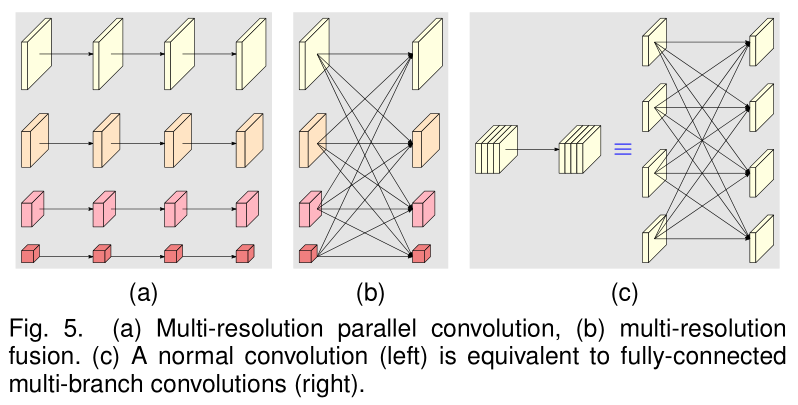 (a) (b) (c)
Fig. 5. (a) Multi-resolution parallel convolution, (b) multi-resolution
fusion. (c) A normal convolution (left) is equivalent to fully-connected
multi-branch convolutions (right).